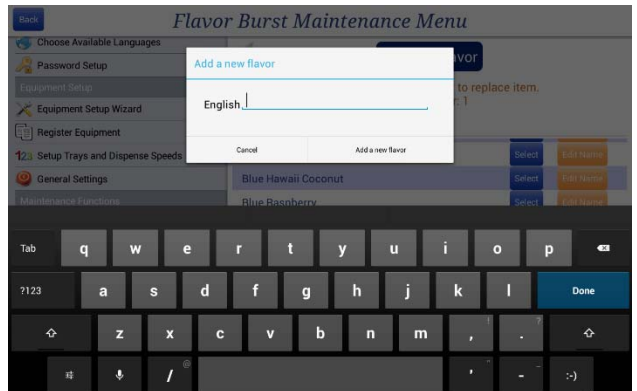 Back
Flavor Burst Maintenance Menu
Choose Available Languages
Password Setup
Equipment Setup
Equipment Setup Wizard
Register Equipment
123 Setup Trays and Dispense Speeds
General Settings
Maintenance Functions
Add a new flavor
English
Cancel
Add a new flavor
vor
to replace item.
: 1
Select
Edit Name
Blue Hawaii Coconut
Select
Edit Name
Blue Raspberry
Select
Edit Name
Tab
q w e r t y u i o p
?123
a s d f g h j k l
Done
z x c v b n m , ! . ?
/ @ ' " - _ :-)